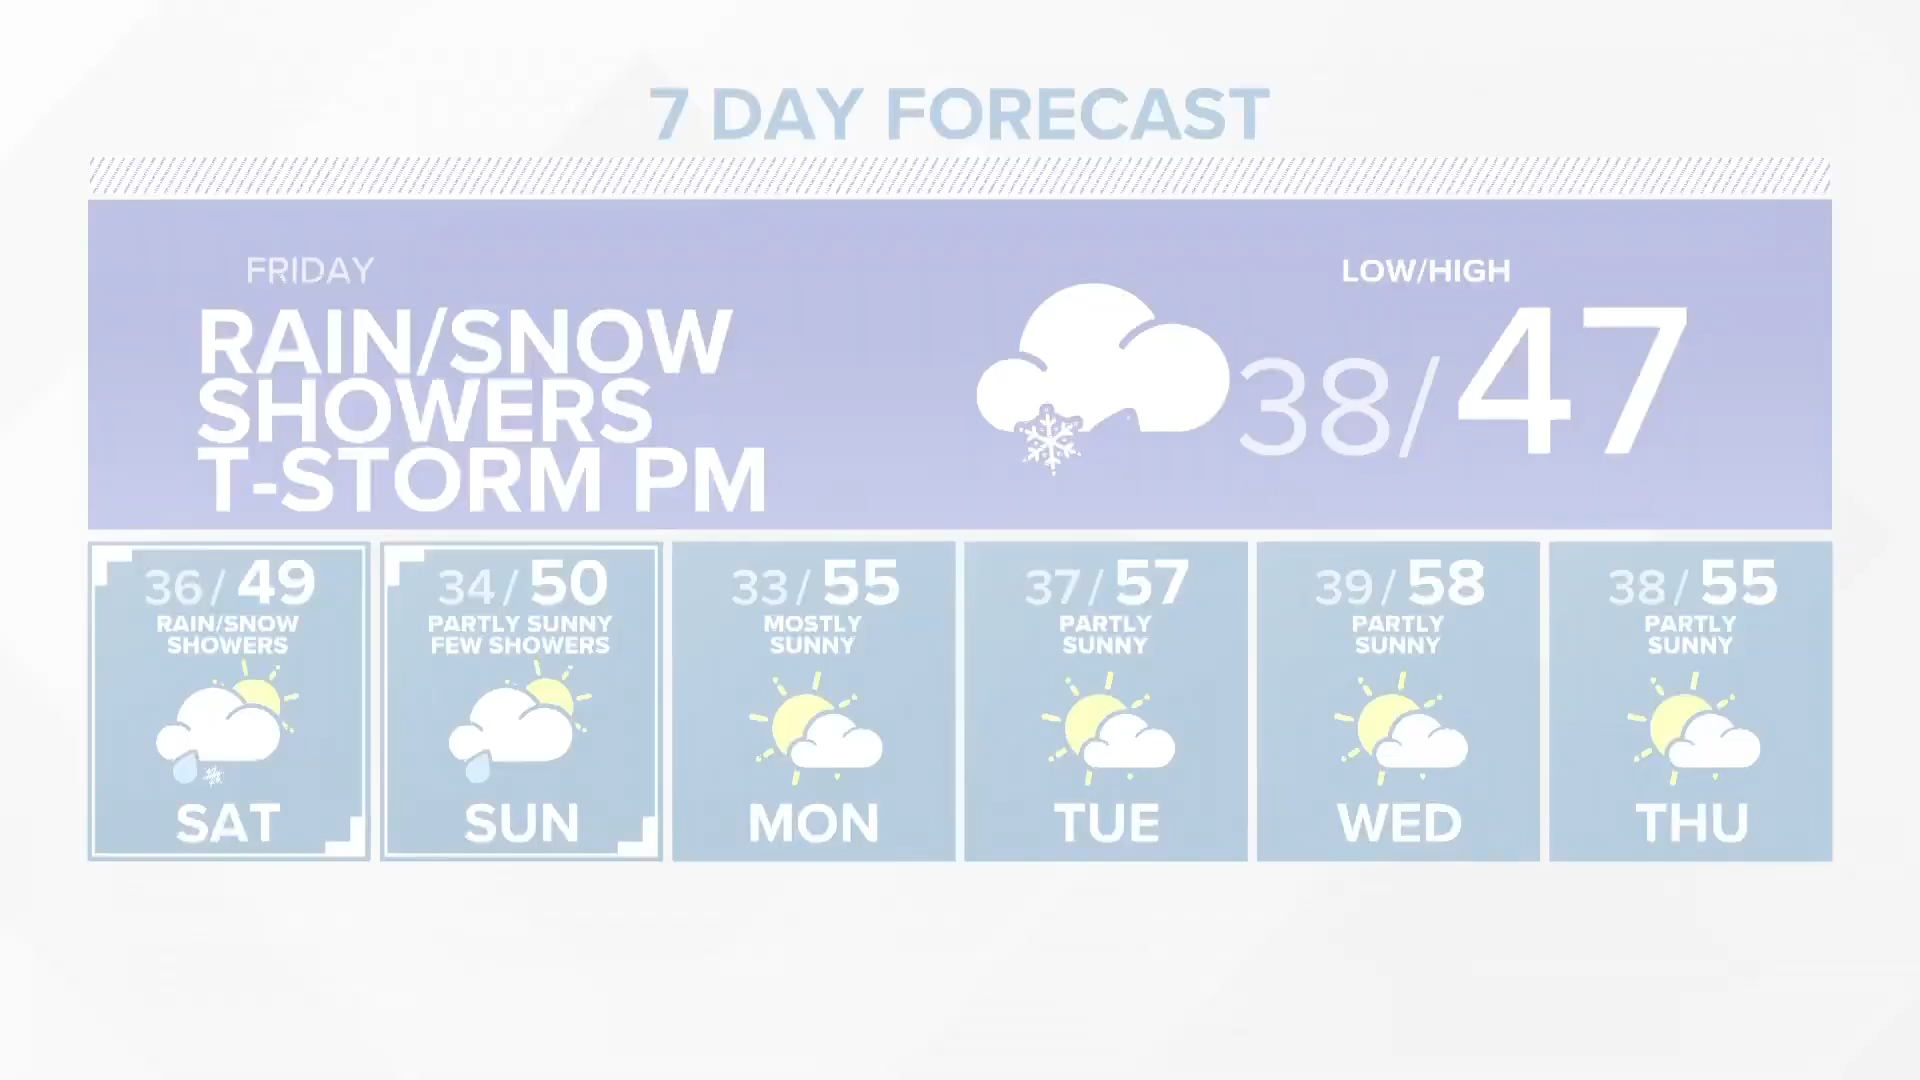 7 DAY FORECAST
FRIDAY
RAIN/SNOW
SHOWERS
T-STORM PM
LOW/HIGH
38/47
36/49
RAIN/SNOW
SHOWERS
SAT
34/50
PARTLY SUNNY
FEW SHOWERS
SUN
33/55
MOSTLY
SUNNY
MON
37/57
PARTLY
SUNNY
TUE
39/58
PARTLY
SUNNY
WED
38/55
PARTLY
SUNNY
THU